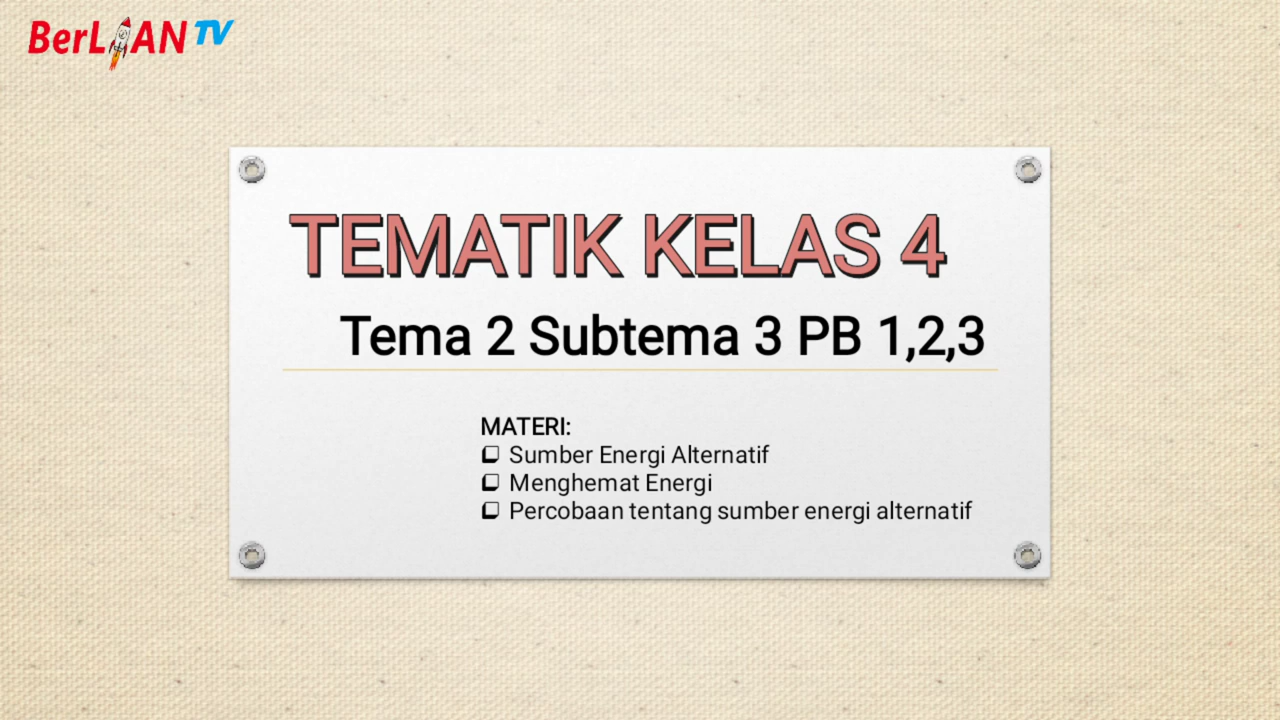 BerLIAN TV
TEMATIK KELAS 4
Tema 2 Subtema 3 PB 1,2,3
MATERI:
❑ Sumber Energi Alternatif
❑ Menghemat Energi
❑ Percobaan tentang sumber energi alternatif